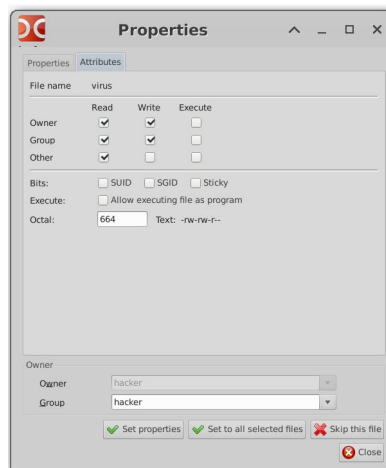 Properties
Properties Attributes
File name virus
Read Write Execute
Owner
Group
Other
Bits: SUID SGID Sticky
Execute: Allow executing file as program
Octal: 664 Text: -rw-rw-r--
Owner
Owner hacker
Group hacker
Set properties Set to all selected files Skip this file
Close